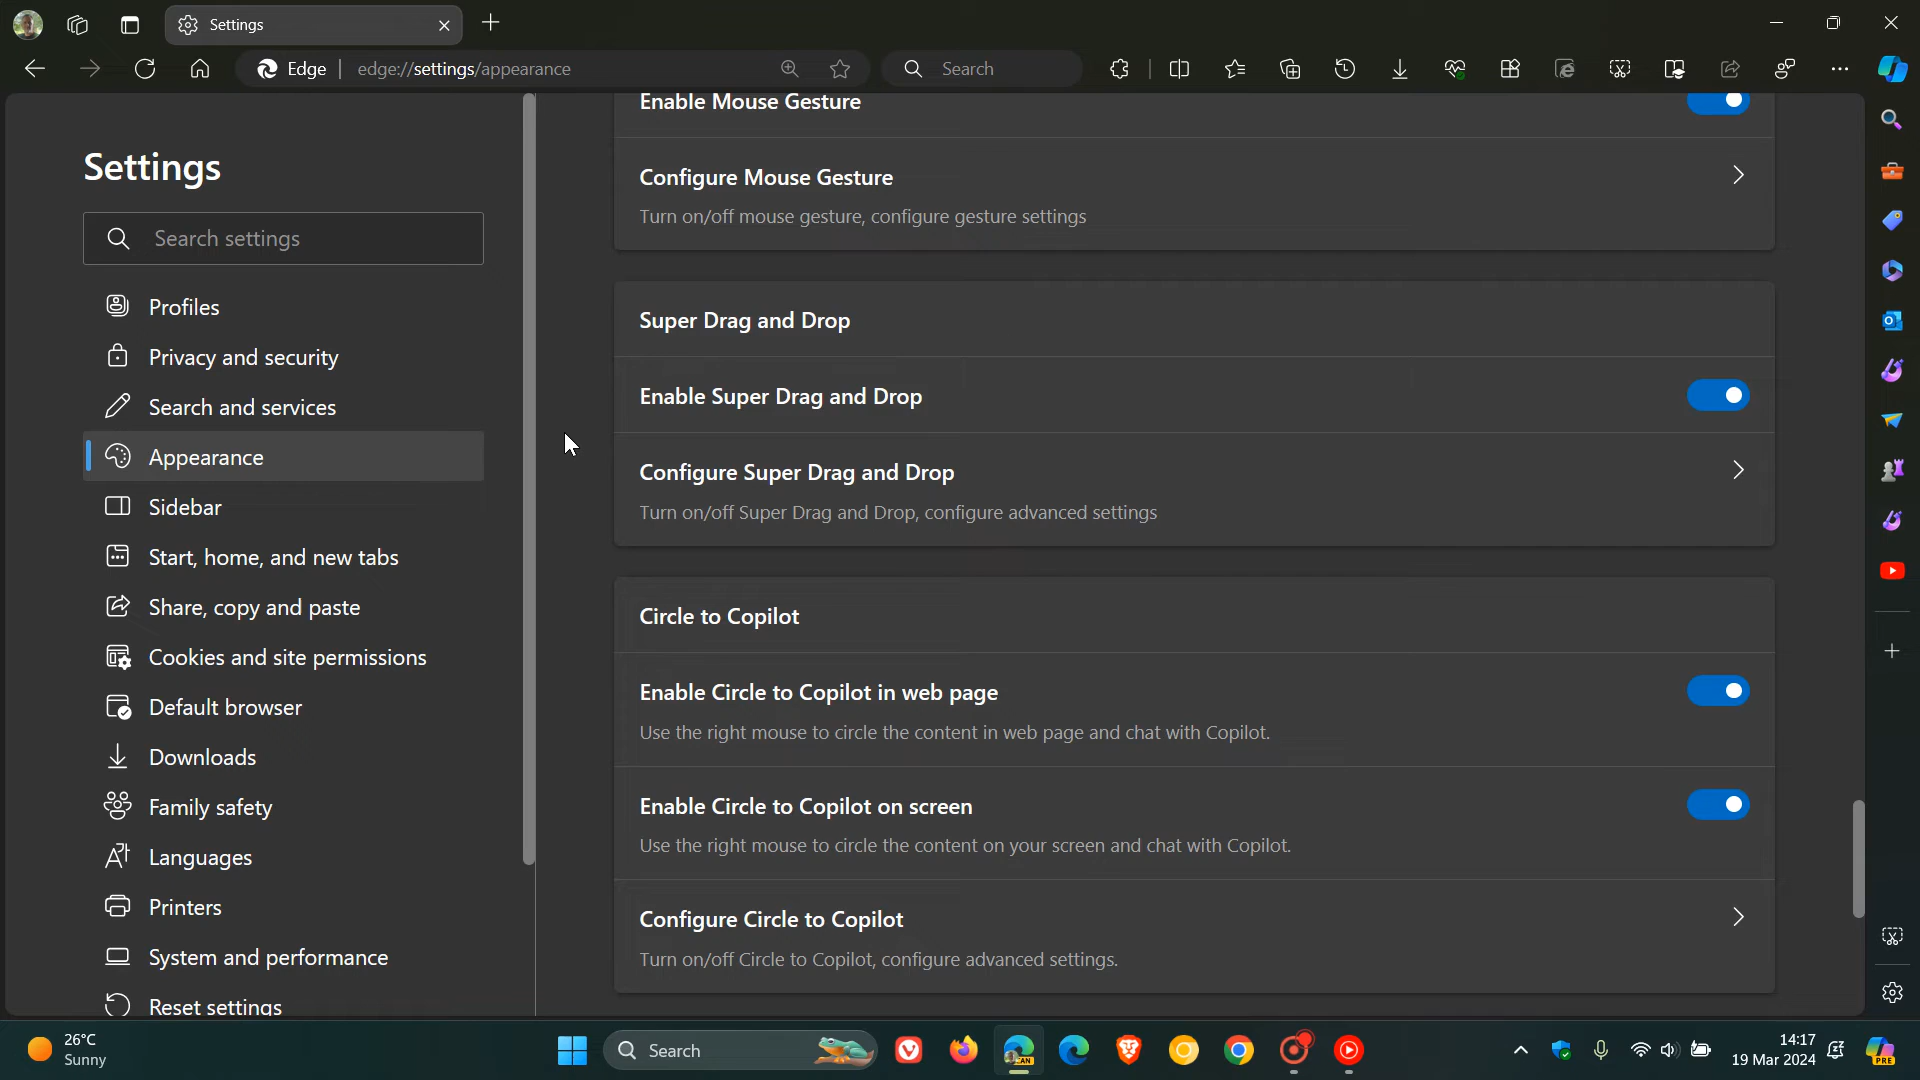 Settings
Edge
edge://settings/appearance
Search
Settings
Search settings
Profiles
Privacy and security
Search and services
Appearance
Sidebar
Start, home, and new tabs
Share, copy and paste
Cookies and site permissions
Default browser
Downloads
Family safety
Languages
Printers
System and performance
Reset settings
Enable Mouse Gesture
Configure Mouse Gesture
Turn on/off mouse gesture, configure gesture settings
Super Drag and Drop
Enable Super Drag and Drop
Configure Super Drag and Drop
Turn on/off Super Drag and Drop, configure advanced settings
Circle to Copilot
Enable Circle to Copilot in web page
Use the right mouse to circle the content in web page and chat with Copilot.
Enable Circle to Copilot on screen
Use the right mouse to circle the content on your screen and chat with Copilot.
Configure Circle to Copilot
Turn on/off Circle to Copilot, configure advanced settings.
26°C
Sunny
Search
CAN
14:17
19 Mar 2024
PRE